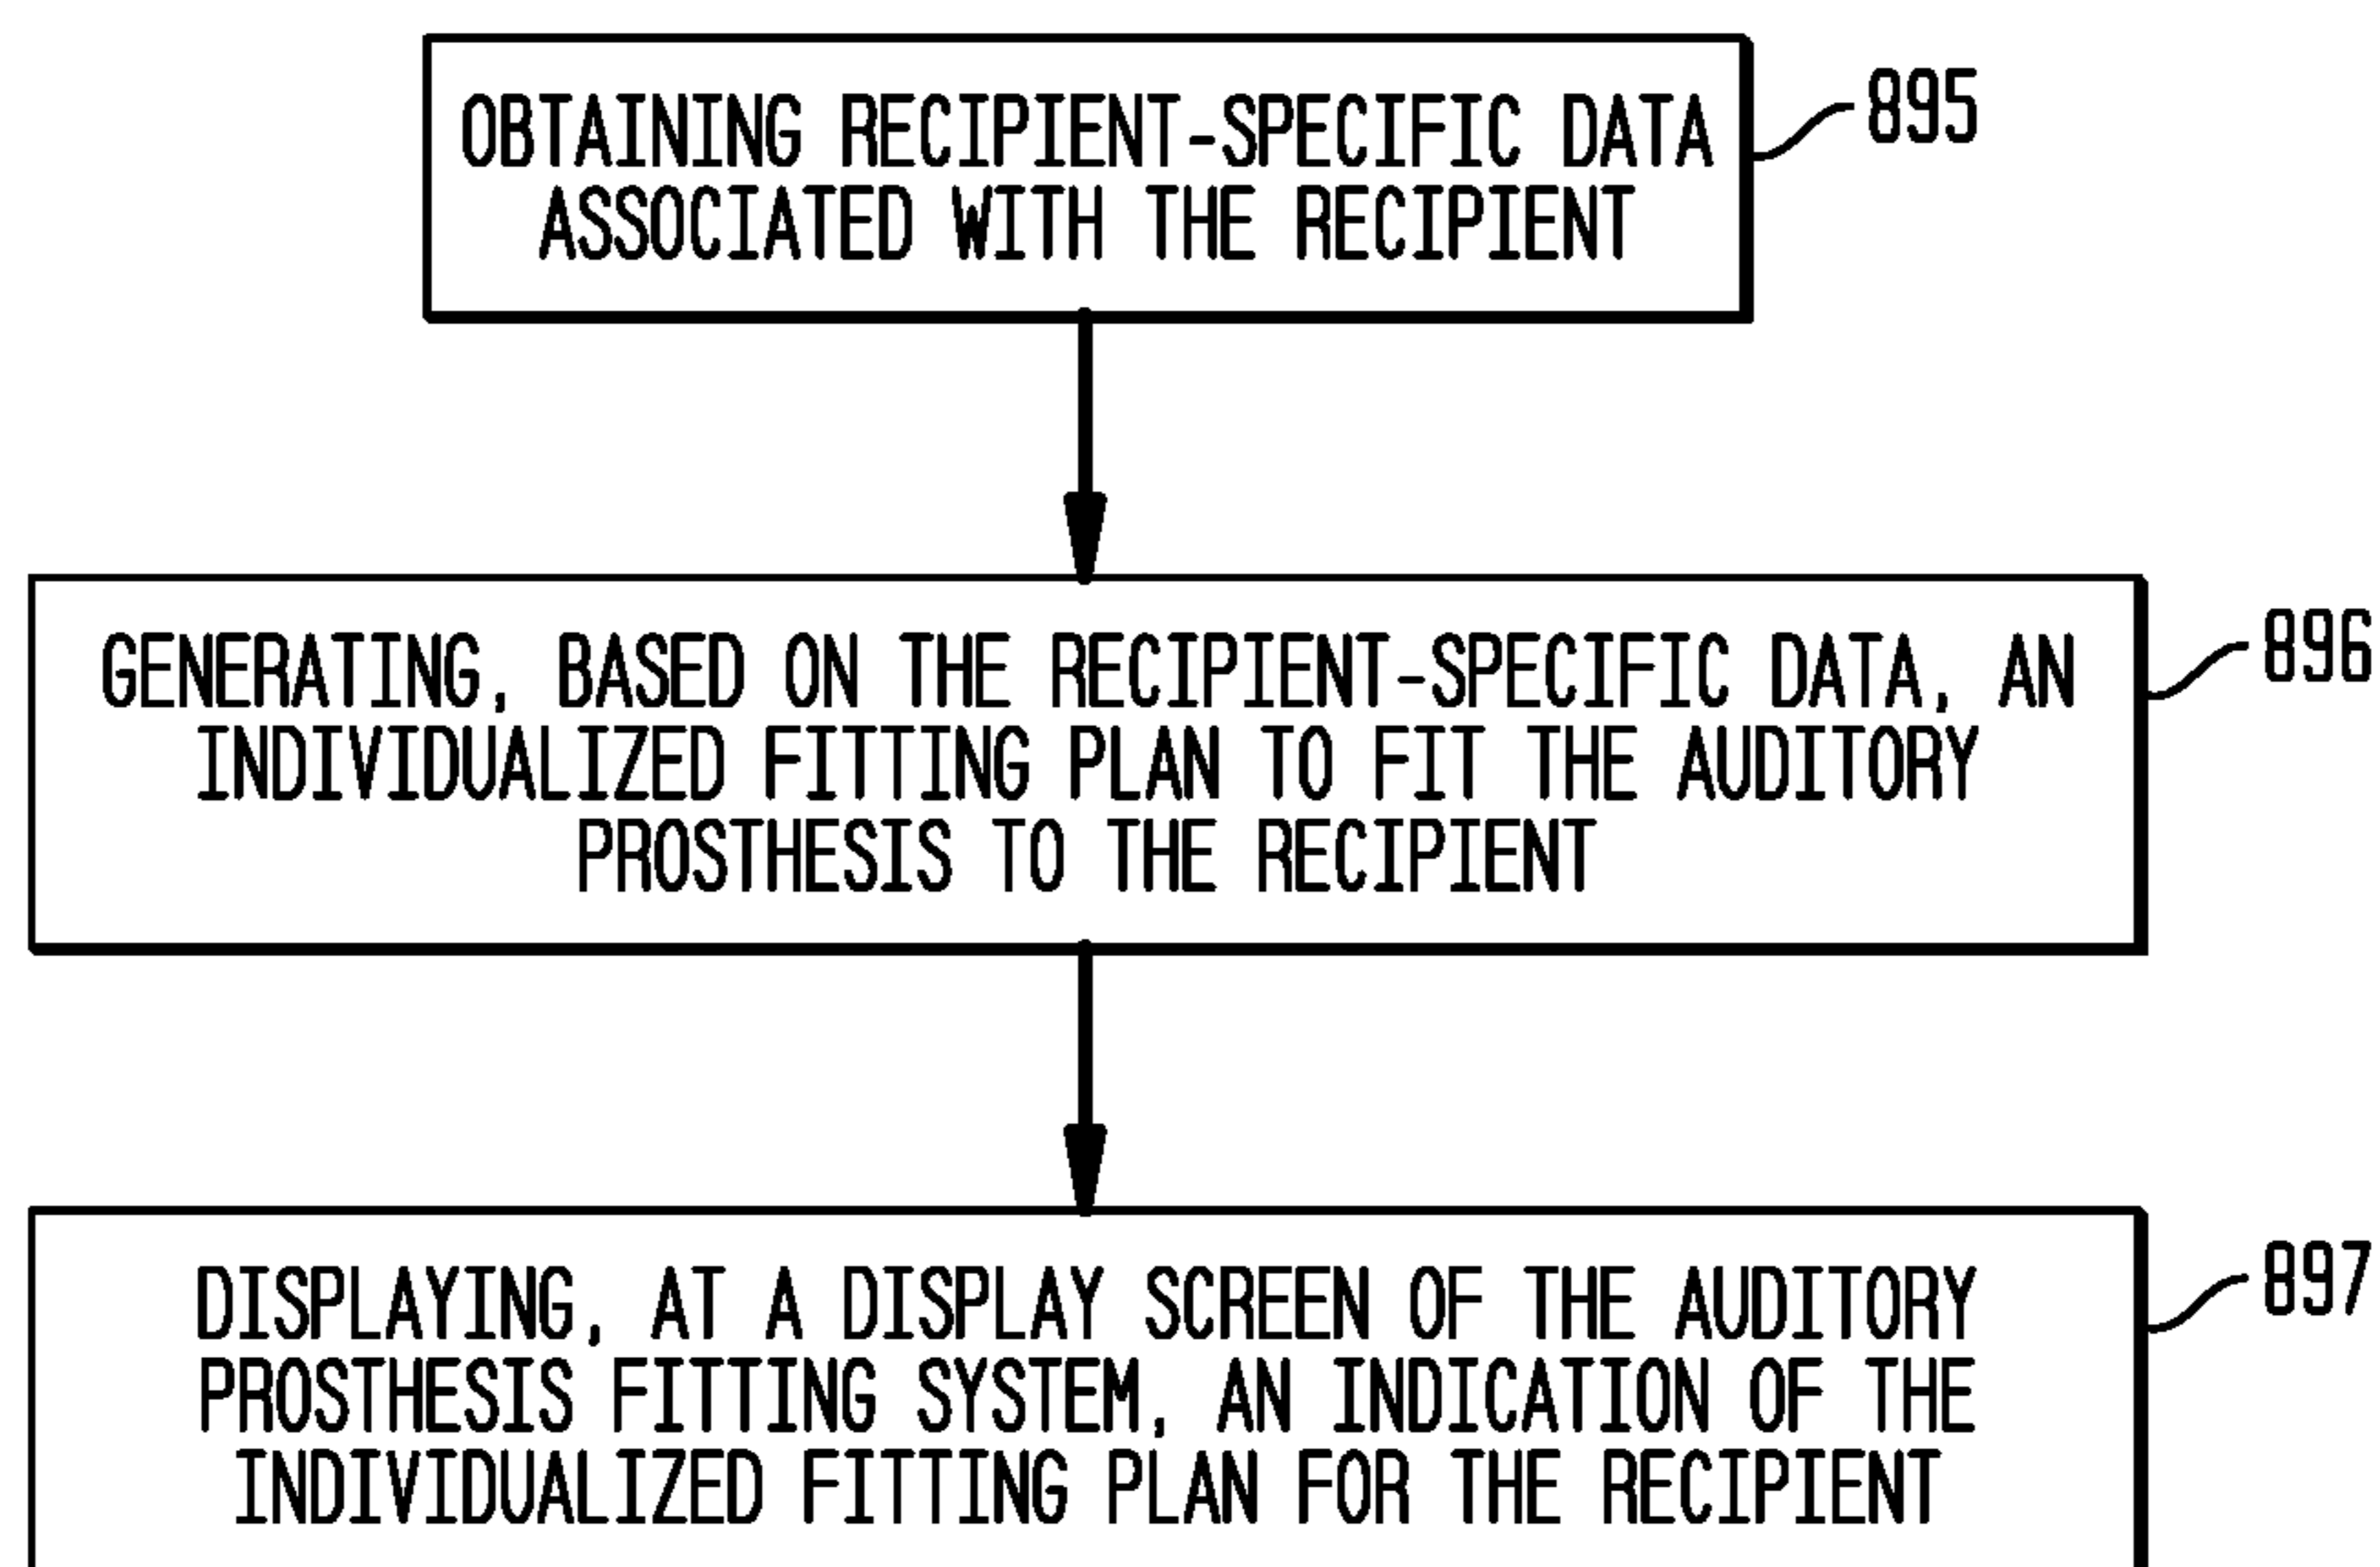 OBTAINING RECIPIENT-SPECIFIC DATA
ASSOCIATED WITH THE RECIPIENT
895
GENERATING, BASED ON THE RECIPIENT-SPECIFIC DATA, AN
INDIVIDUALIZED FITTING PLAN TO FIT THE AUDITORY
PROSTHESIS TO THE RECIPIENT
896
DISPLAYING, AT A DISPLAY SCREEN OF THE AUDITORY
PROSTHESIS FITTING SYSTEM, AN INDICATION OF THE
INDIVIDUALIZED FITTING PLAN FOR THE RECIPIENT
897